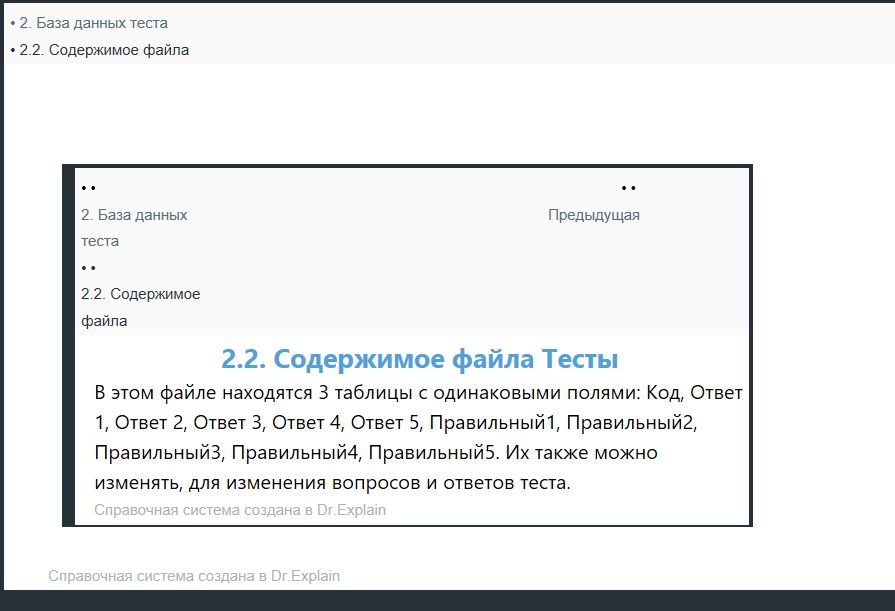 • 2. База данных теста
• 2.2. Содержимое файла
• •
• •
2. База данных
Предыдущая
теста
• •
2.2. Содержимое
файла
2.2. Содержимое файла Тесты
В этом файле находятся 3 таблицы с одинаковыми полями: Код, Ответ
1, Ответ 2, Ответ 3, Ответ 4, Ответ 5, Правильный1, Правильный2,
Правильный3, Правильный4, Правильный5. Их также можно
изменять, для изменения вопросов и ответов теста.
Справочная система создана в Dr.Explain
Справочная система создана в Dr.Explain